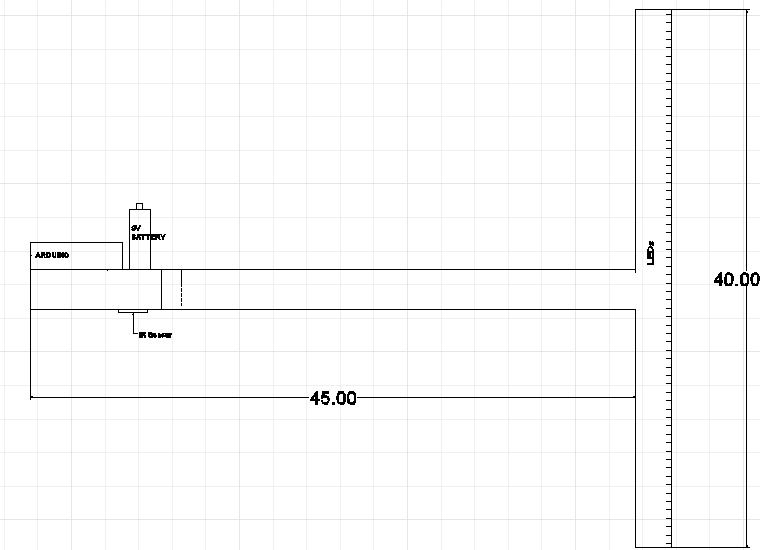 9V
BATTERY
ARDUINO
LEDs
40.00
IR Sensor
45.00